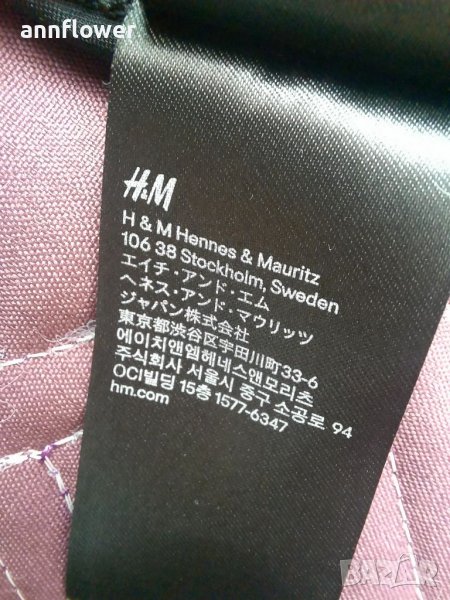 annflower
H&M
H & M Hennes & Mauritz
106 38 Stockholm, Sweden
エイチ・アンド・エム
ヘネス・アンド・マウリッツ
ジャパン株式会社
東京都渋谷区宇田川町33-6
에이치앤엠헤네스앤모리츠
주식회사 서울시 중구 소공로 94
OCI빌딩 15층 1577-6347
hm.com
BAZAR